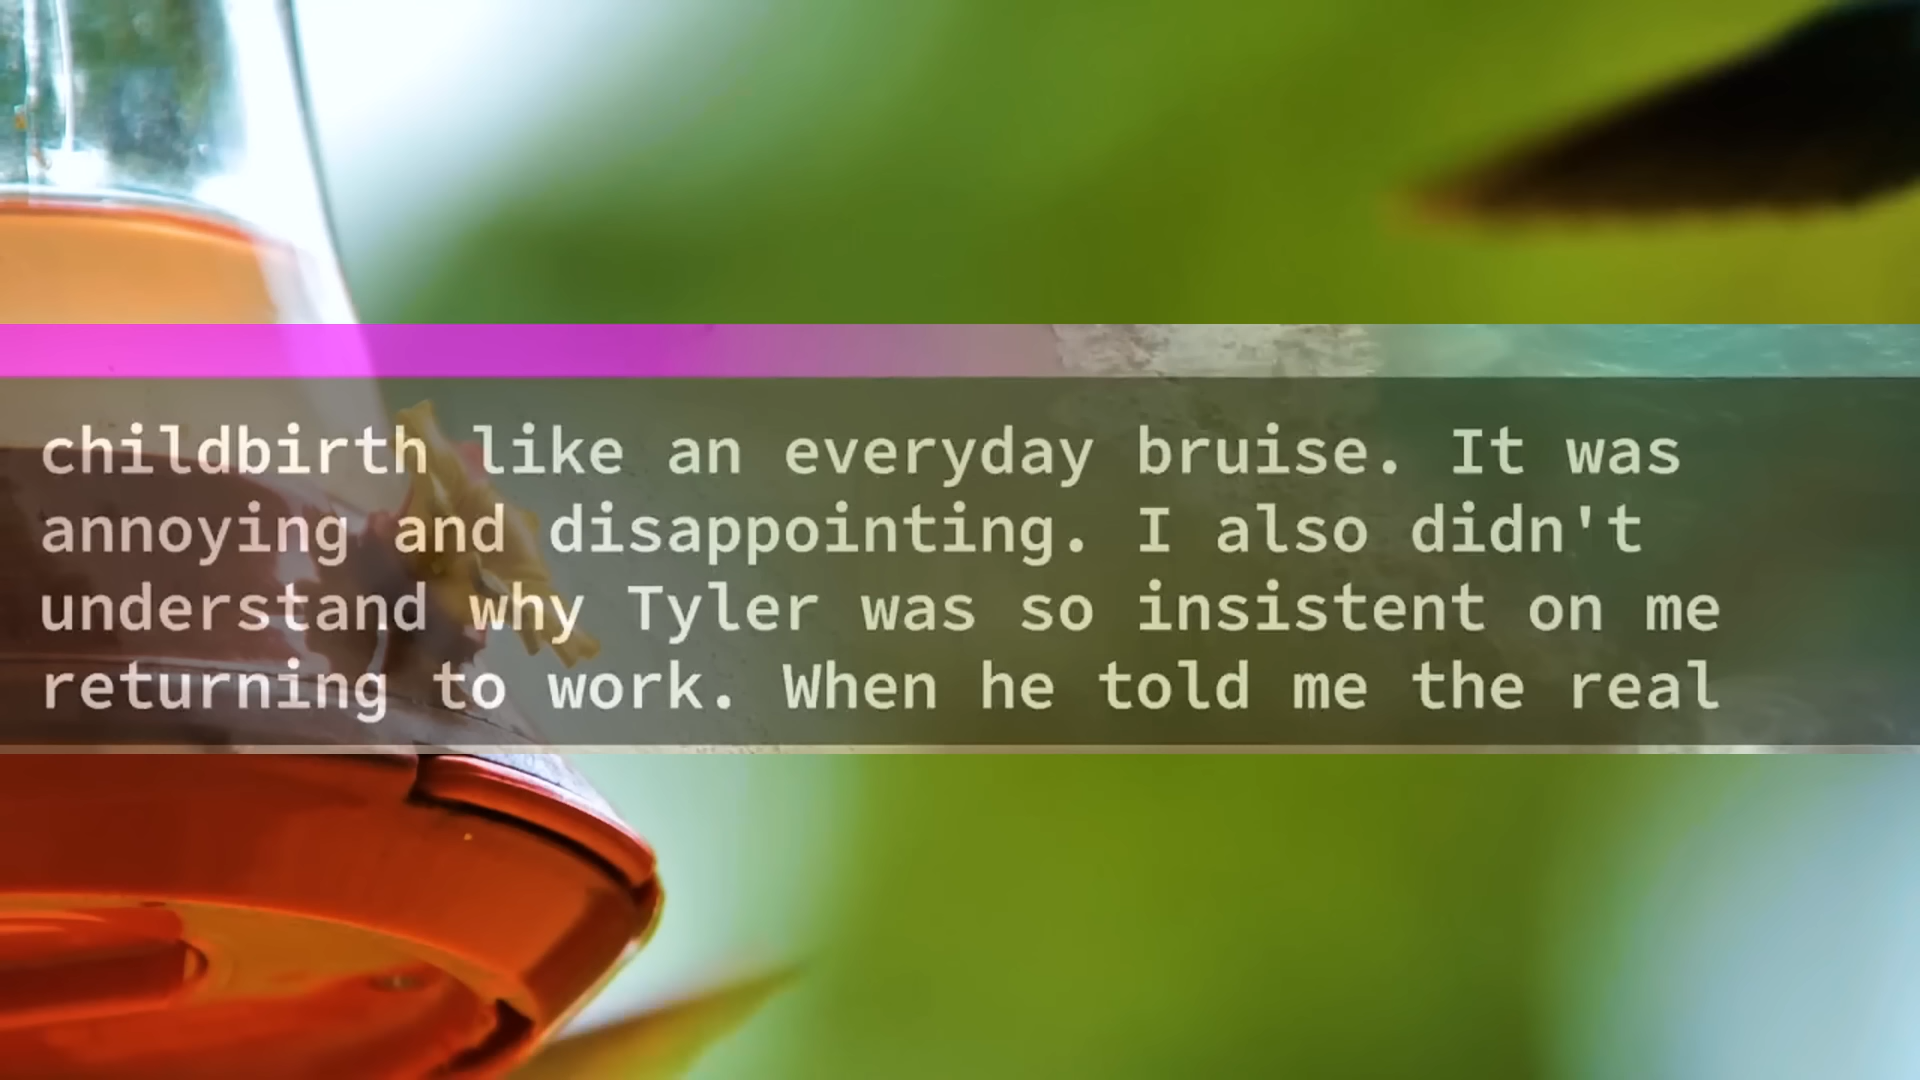 childbirth like an everyday bruise. It was
annoying and disappointing. I also didn't
understand why Tyler was so insistent on me
returning to work. When he told me the real